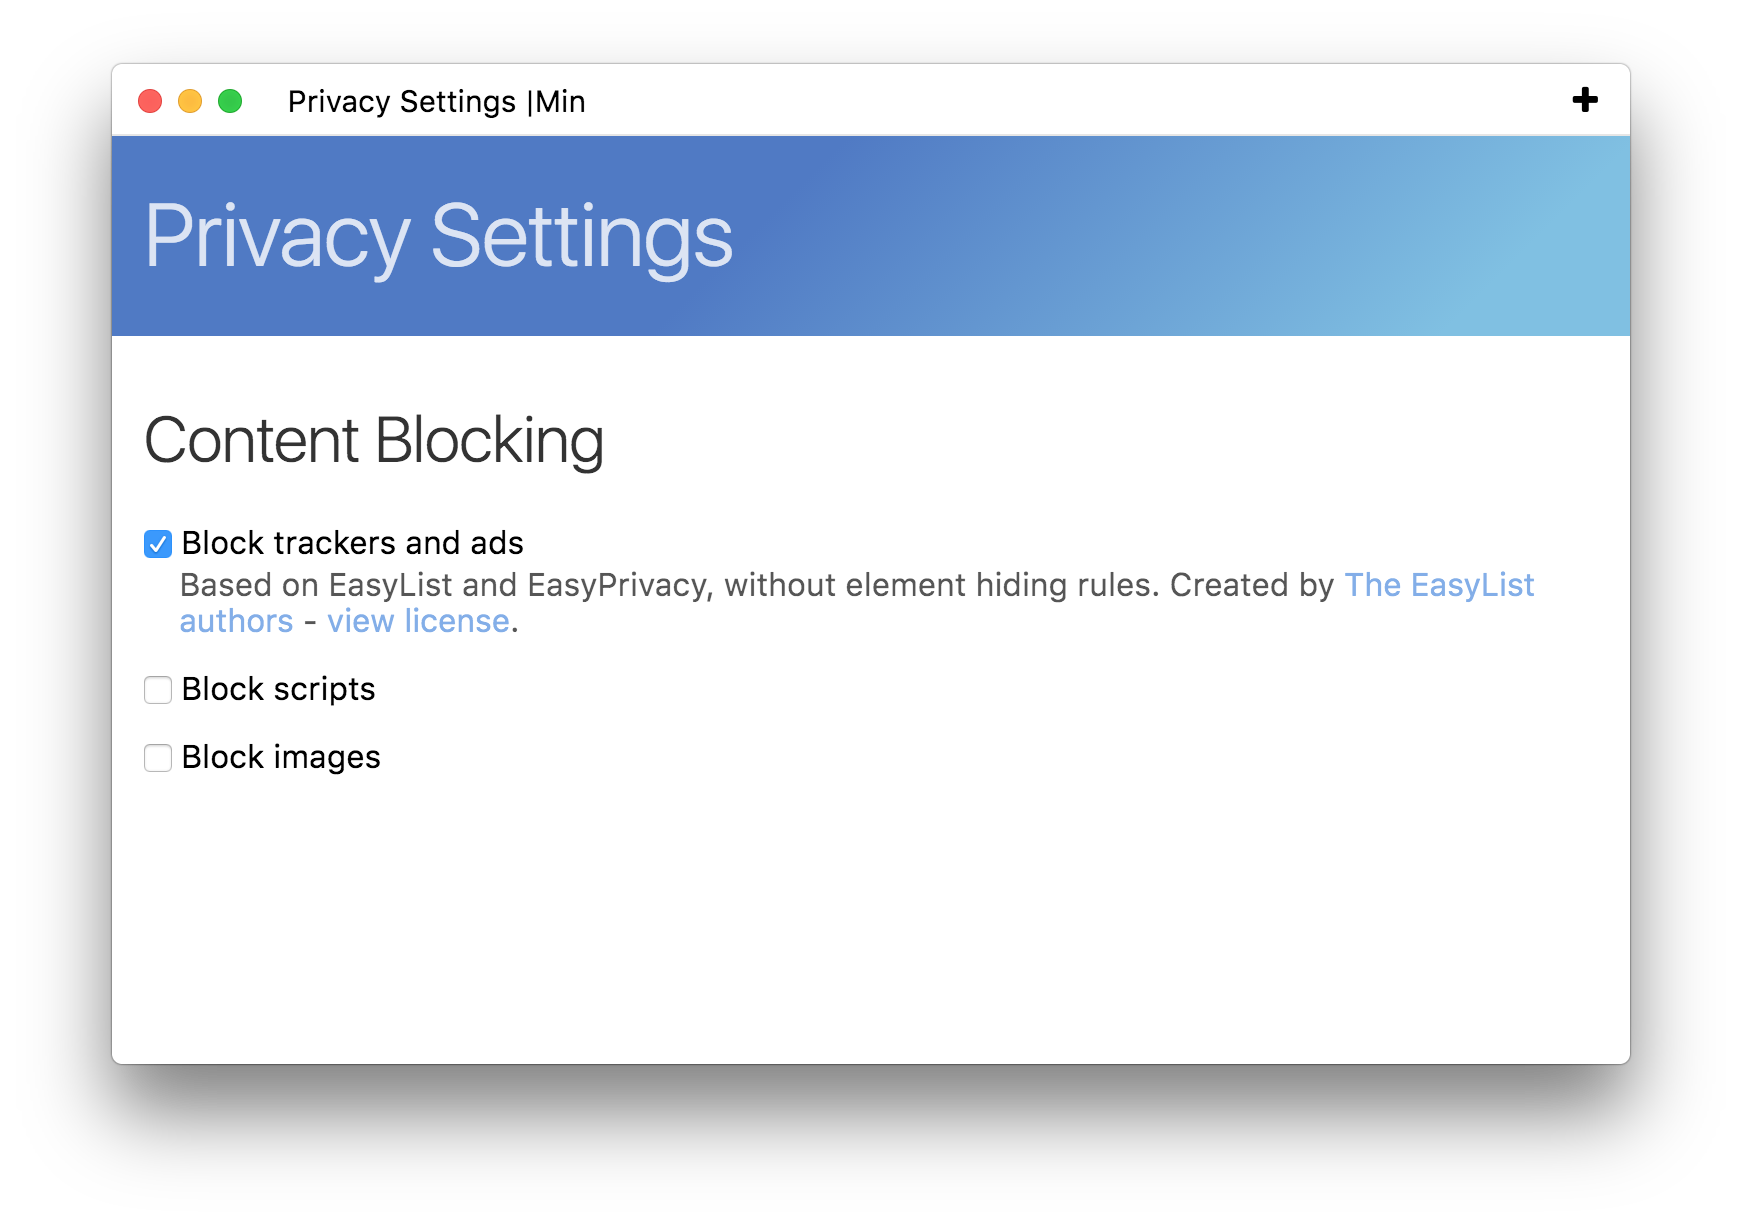 Privacy Settings |Min
Privacy Settings
Content Blocking
Block trackers and ads
Based on EasyList and EasyPrivacy, without element hiding rules. Created by The EasyList
authors - view license.
Block scripts
Block images